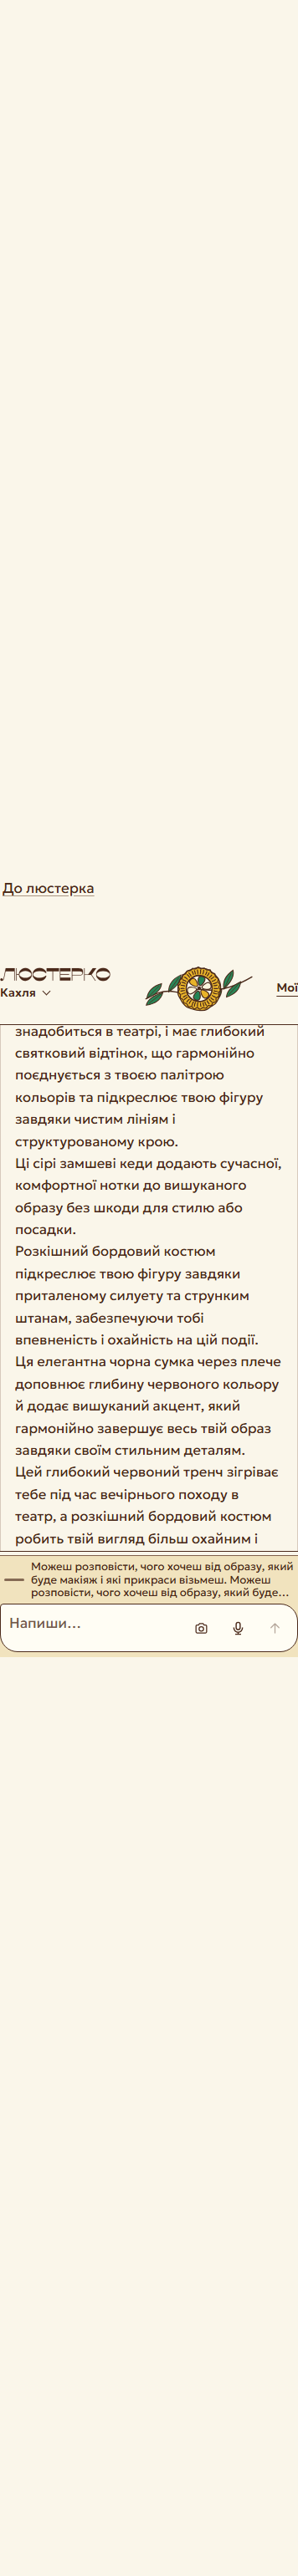 До люстерка
ЛЮСТЕРКО
Кахля
Мої
знадобиться в театрі, і має глибокий
святковий відтінок, що гармонійно
поєднується з твоєю палітрою
кольорів та підкреслює твою фігуру
завдяки чистим лініям і
структурованому крою.
Ці сірі замшеві кеди додають сучасної,
комфортної нотки до вишуканого
образу без шкоди для стилю або
посадки.
Розкішний бордовий костюм
підкреслює твою фігуру завдяки
приталеному силуету та струнким
штанам, забезпечуючи тобі
впевненість і охайність на цій події.
Ця елегантна чорна сумка через плече
доповнює глибину червоного кольору
й додає вишуканий акцент, який
гармонійно завершує весь твій образ
завдяки своїм стильним деталям.
Цей глибокий червоний тренч зігріває
тебе під час вечірнього походу в
театр, а розкішний бордовий костюм
робить твій вигляд більш охайним і
Можеш розповісти, чого хочеш від образу, який
буде макіяж і які прикраси візьмеш. Можеш
розповісти, чого хочеш від образу, який буде...
Напиши...